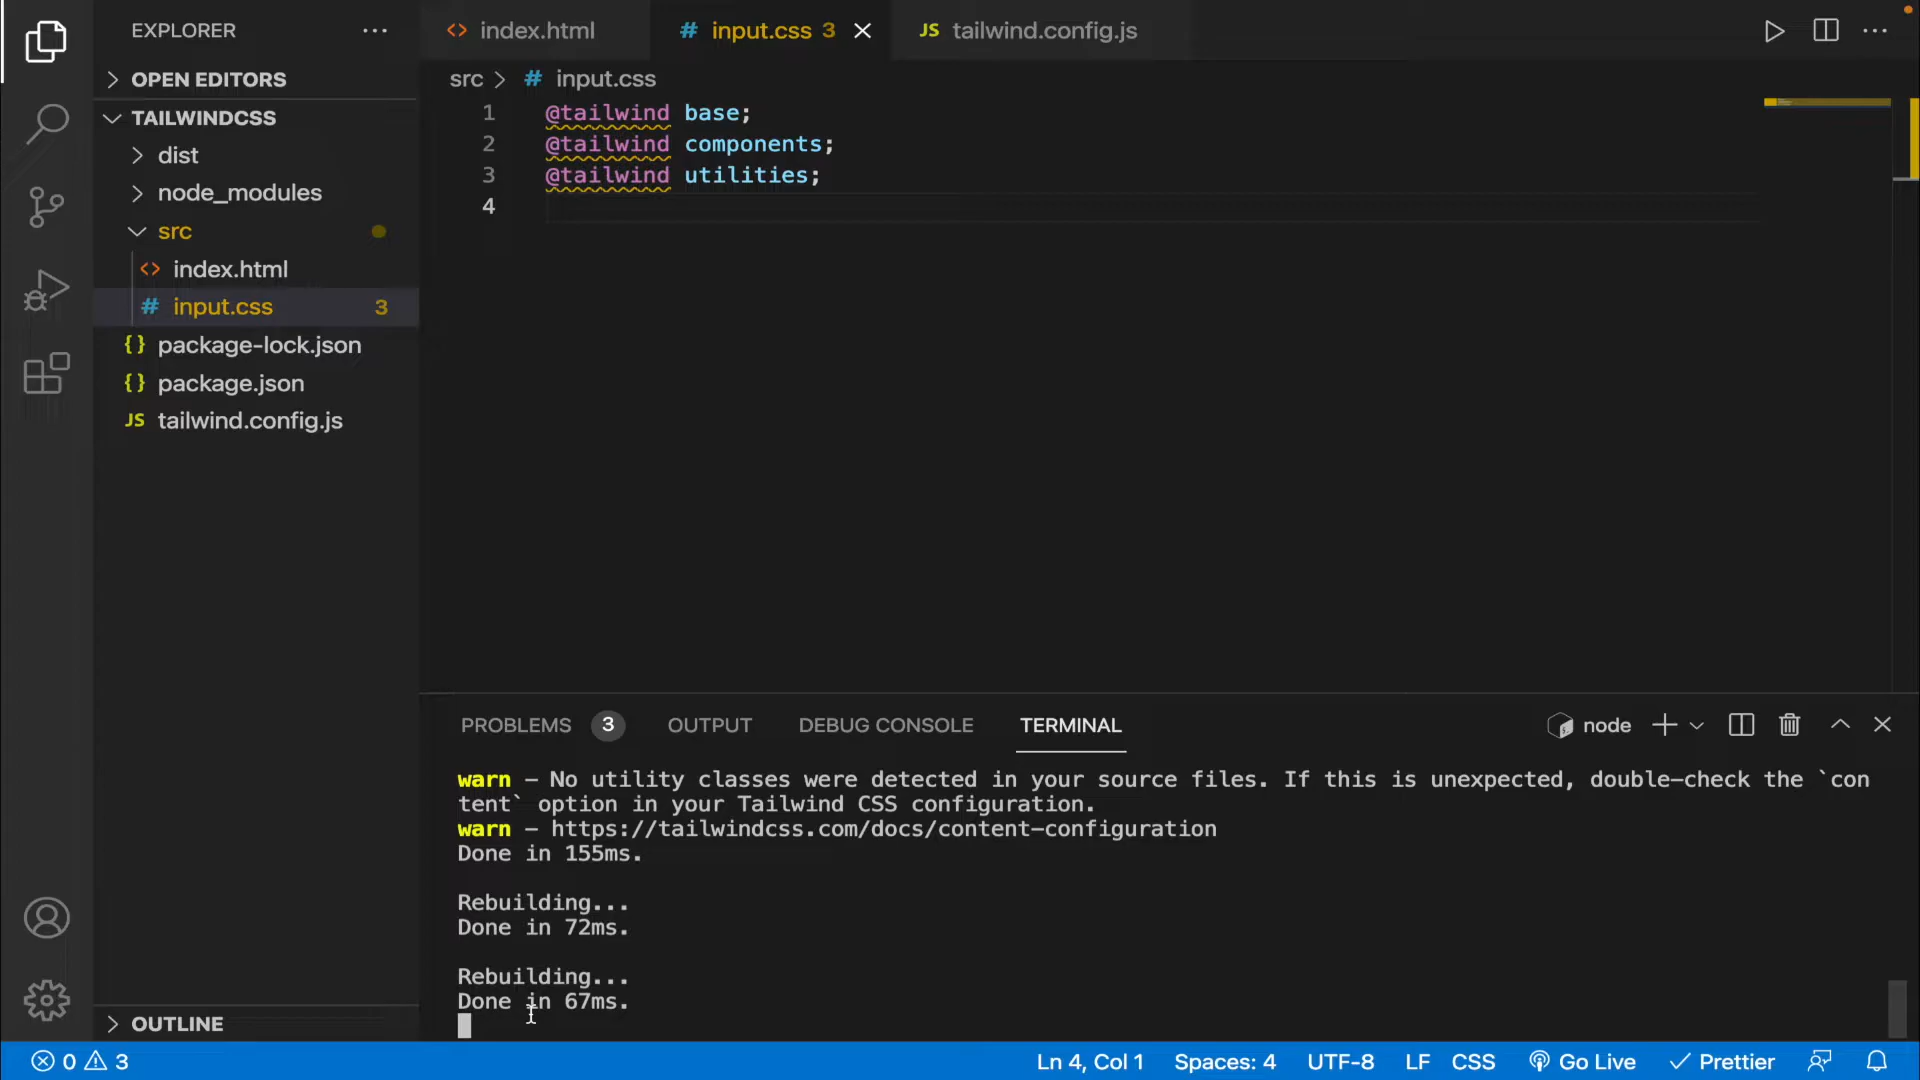 EXPLORER
index.html
input.css 3
tailwind.config.js
OPEN EDITORS
TAILWINDCSS
dist
node_modules
src
index.html
input.css 3
package-lock.json
package.json
tailwind.config.js
OUTLINE
src > # input.css
1 @tailwind base;
2 @tailwind components;
3 @tailwind utilities;
4
PROBLEMS 3 OUTPUT DEBUG CONSOLE TERMINAL
node
warn - No utility classes were detected in your source files. If this is unexpected, double-check the `con
tent` option in your Tailwind CSS configuration.
warn - https://tailwindcss.com/docs/content-configuration
Done in 155ms.
Rebuilding...
Done in 72ms.
Rebuilding...
Done in 67ms.
0 3
Ln 4, Col 1 Spaces: 4 UTF-8 LF CSS Go Live Prettier